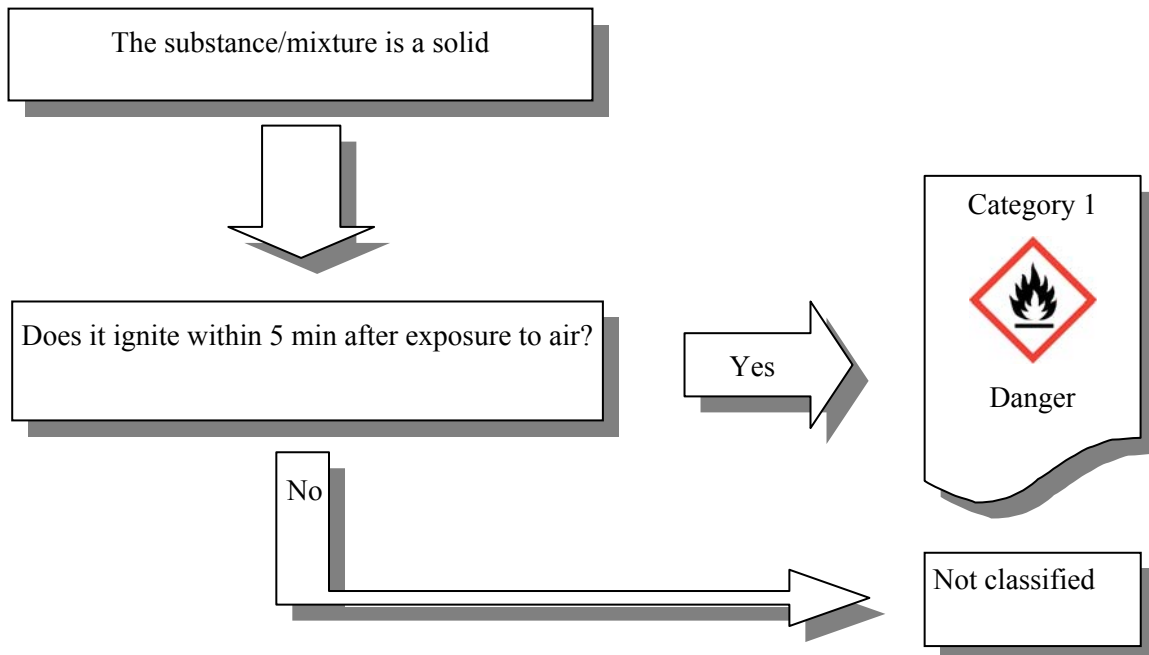 The substance/mixture is a solid
Category 1
Danger
Does it ignite within 5 min after exposure to air?
Yes
No
Not classified